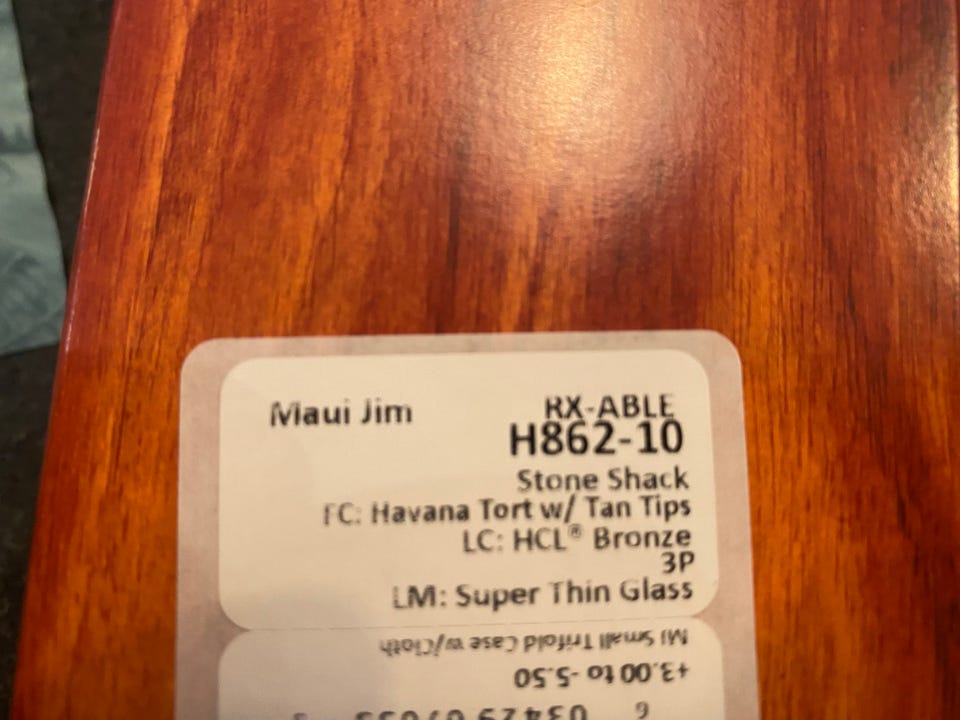 Maui Jim RX-ABLE
H862-10
Stone Shack
FC: Havana Tort w/ Tan Tips
LC: HCL® Bronze
3P
LM: Super Thin Glass
MJ Small Trifold Case w/Cloth
+3.00 to -5.50